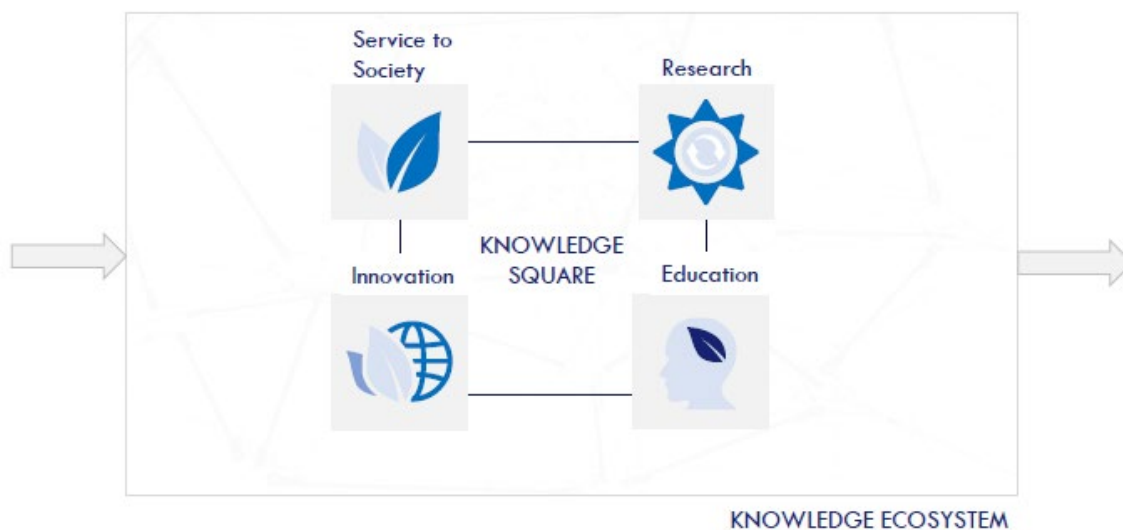 Service to
Society
Research
KNOWLEDGE
SQUARE
Innovation
Education
KNOWLEDGE ECOSYSTEM